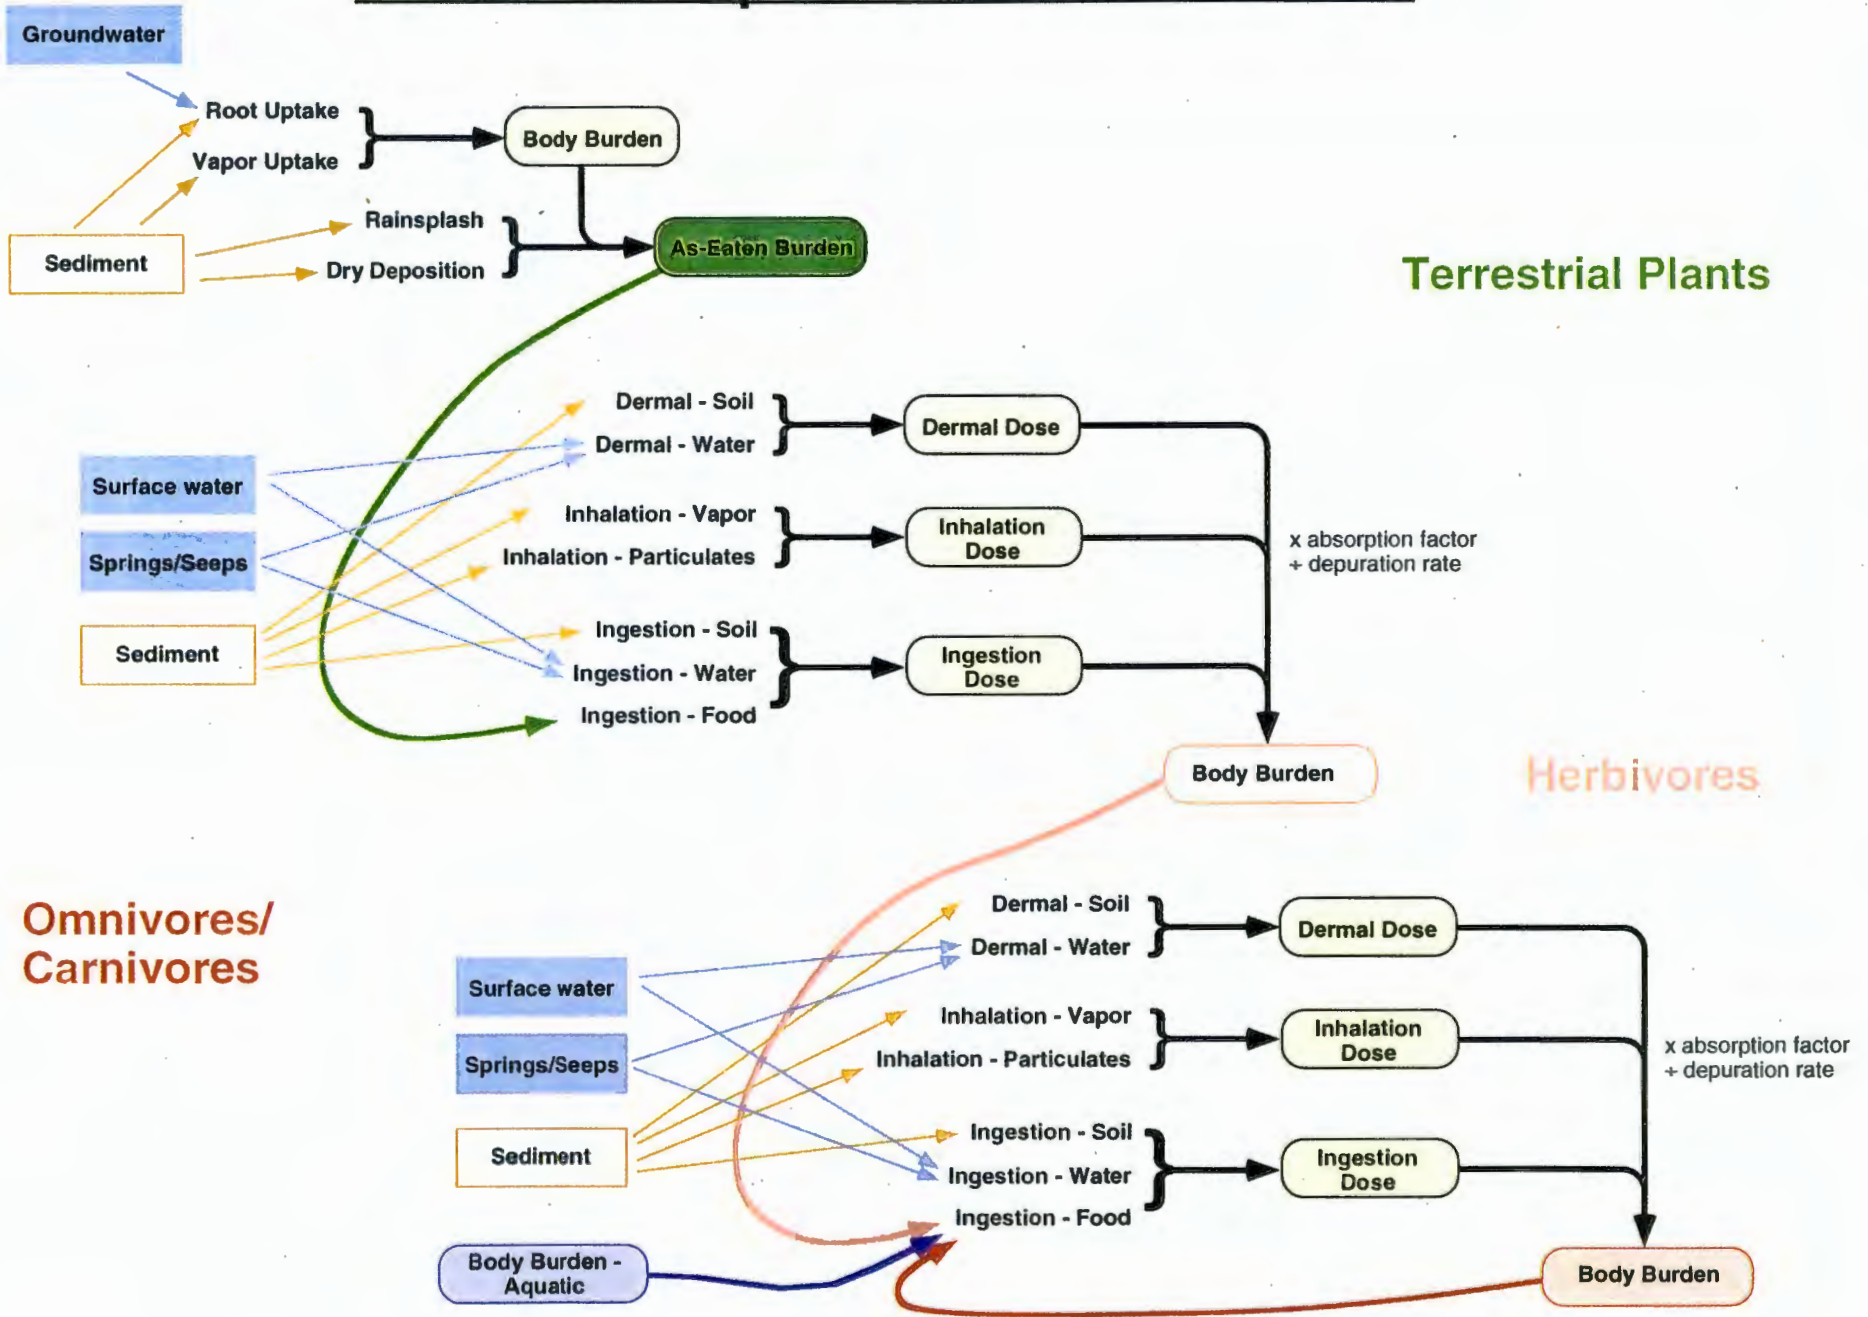 Groundwater
Root Uptake
Vapor Uptake
Body Burden
Rainsplash
Dry Deposition
Sediment
As-Eaten Burden
Terrestrial Plants
Dermal - Soil
Dermal - Water
Dermal Dose
Surface water
Springs/Seeps
Sediment
Inhalation - Vapor
Inhalation - Particulates
Inhalation
Dose
x absorption factor
÷ depuration rate
Ingestion - Soil
Ingestion - Water
Ingestion - Food
Ingestion
Dose
Body Burden
Herbivores
Omnivores/
Carnivores
Dermal - Soil
Dermal - Water
Dermal Dose
Surface water
Springs/Seeps
Sediment
Inhalation - Vapor
Inhalation - Particulates
Inhalation
Dose
x absorption factor
÷ depuration rate
Ingestion - Soil
Ingestion - Water
Ingestion - Food
Ingestion
Dose
Body Burden -
Aquatic
Body Burden